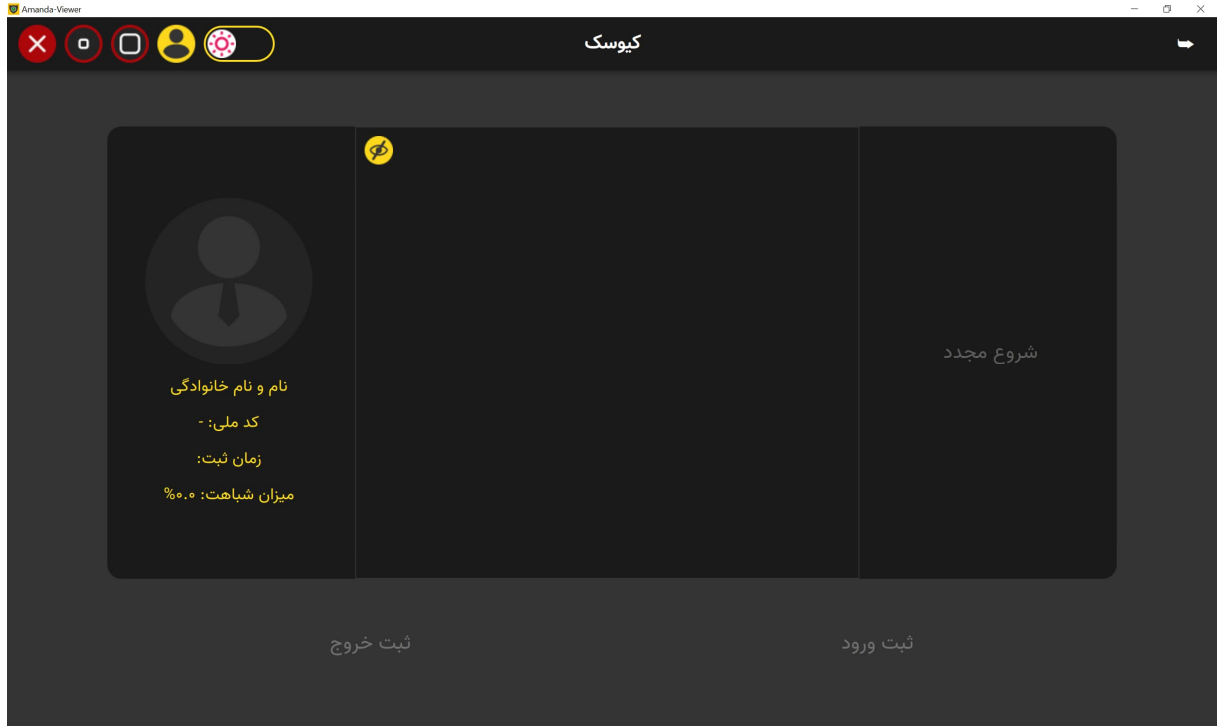 Amanda-Viewer
کیوسک
شروع مجدد
نام و نام خانوادگی
کد ملی: -
زمان ثبت:
میزان شباهت: ۰.۰%
ثبت ورود
ثبت خروج